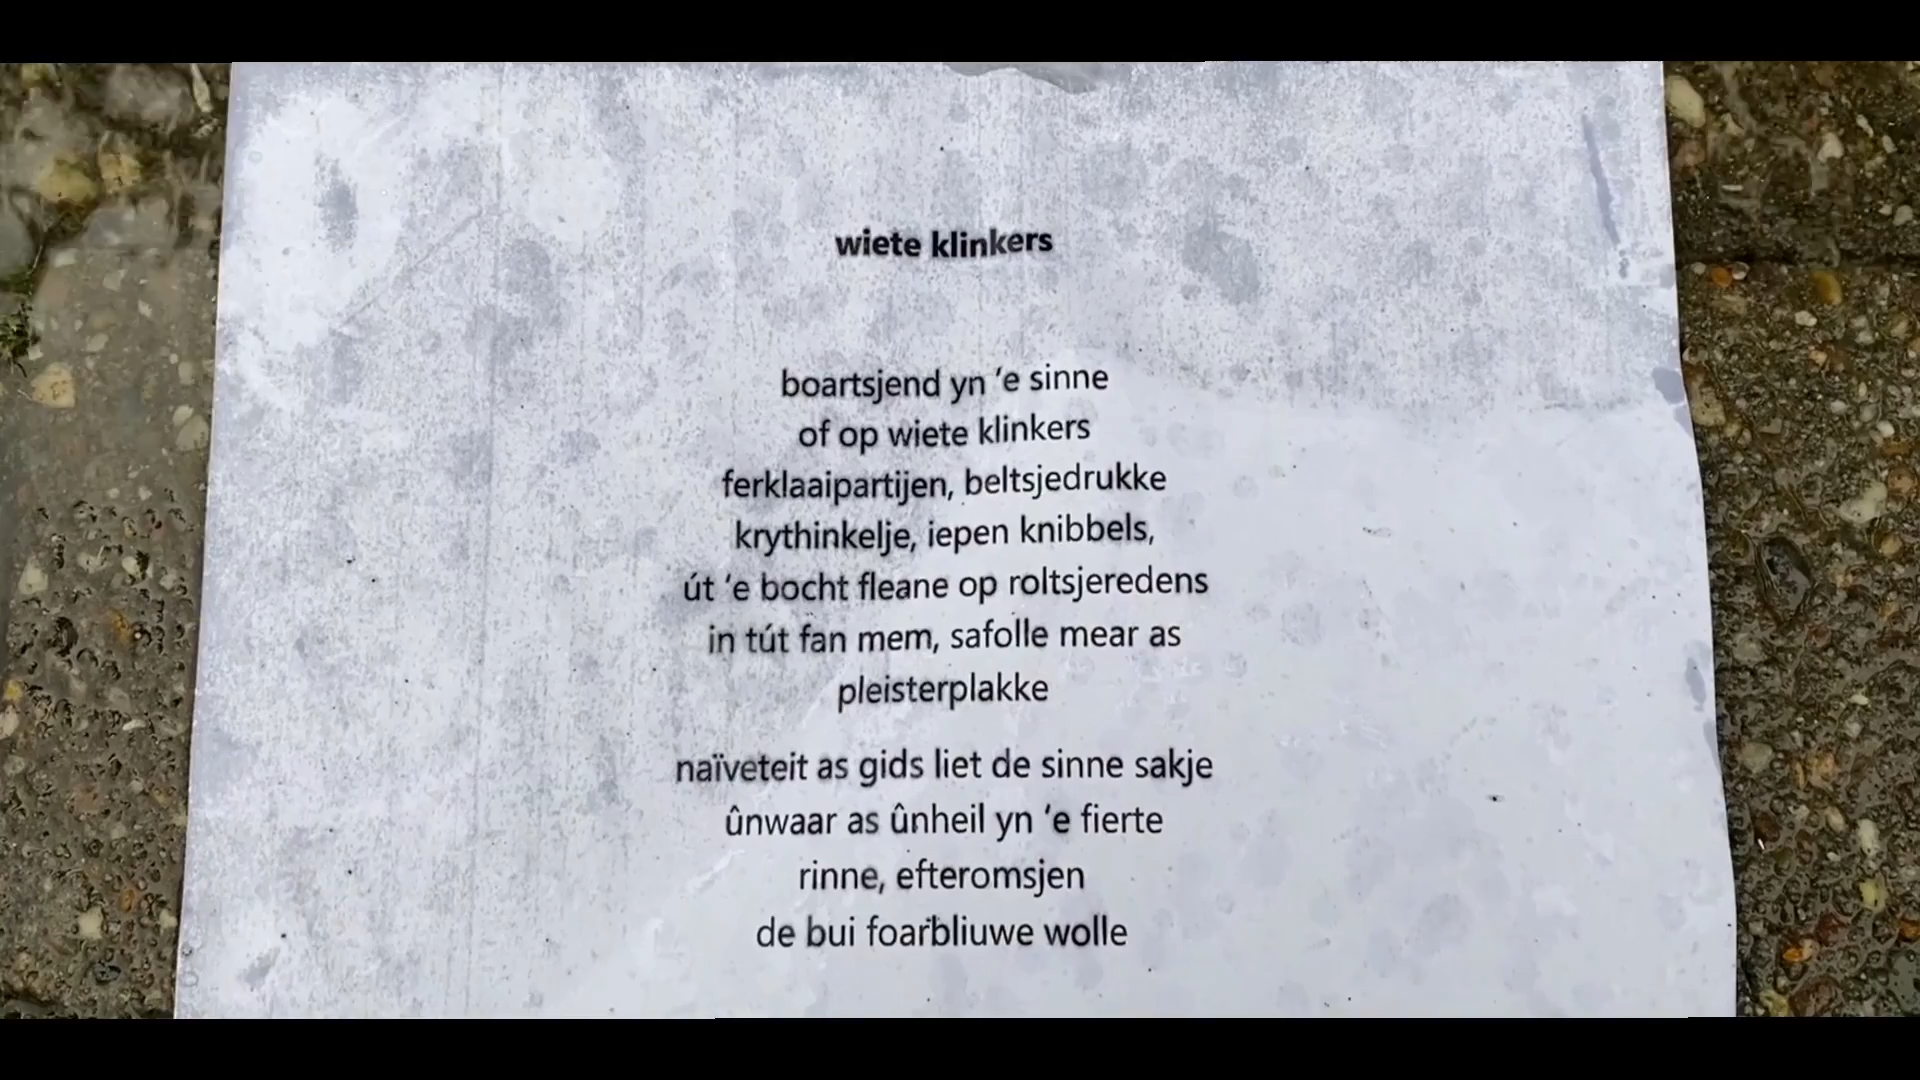 wiete klinkers
boartsjend yn ‘e sinne
of op wiete klinkers
ferklaaipartijen, beltsjedrukke
krythinkelje, iepen knibbels,
út ‘e bocht fleane op roltsjeredens
in tút fan mem, safolle mear as
pleisterplakke
naïveteit as gids liet de sinne sakje
ûnwaar as ûnheil yn ‘e fierte
rinne, efteromsjen
de bui foarbliuwe wolle